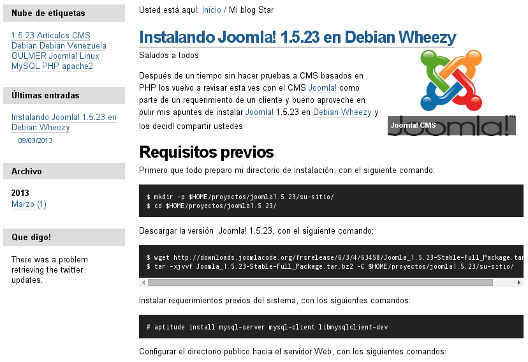 Nube de etiquetas
1 5 23 Articulos CMS
Debian Debian Venezuela
GULMER Joomla! Linux
MySQL PHP apache2
Últimas entradas
Instalando Joomla! 1.5.23 en
Debian Wheezy
09/03/2013
Archivo
2013
Marzo (1)
Que digo!
There was a problem
retrieving the twitter
updates.
Usted está aquí: Inicio / Mi blog Star
Instalando Joomla! 1.5.23 en Debian Wheezy
Saludos a todos
Después de un tiempo sin hacer pruebas a CMS basados en
PHP los vuelvo a revisar esta ves con el CMS Joomla! como
parte de un requerimiento de un cliente y bueno aproveche en
pulir mis apuntes de instalar Joomla! 1.5.23 en Debian Wheezy y
los decidí compartir ustedes
Joomla!
Joomla! CMS
Requisitos previos
Primero que todo preparo mi directorio de instalación, con el siguiente comando:
$ mkdir -p $HOME/proyectos/joomla1.5.23/su-sitio/
$ cd $HOME/proyectos/joomla1.5.23/
Descargar la versión Joomla! 1.5.23, con el siguiente comando:
$ wget http://downloads.joomlacode.org/frsrelease/6/3/4/63458/Joomla_1.5.23-Stable-Full_Package.tar
$ tar -xjvvf Joomla_1.5.23-Stable-Full_Package.tar.bz2 -C $HOME/proyectos/joomla1.5.23/su-sitio/
Instalar requerimientos previos del sistema, con los siguientes comandos:
# aptitude install mysql-server mysql-client libmysqlclient-dev
Configurar el directorio publico hacia el servidor Web, con los siguientes comandos: